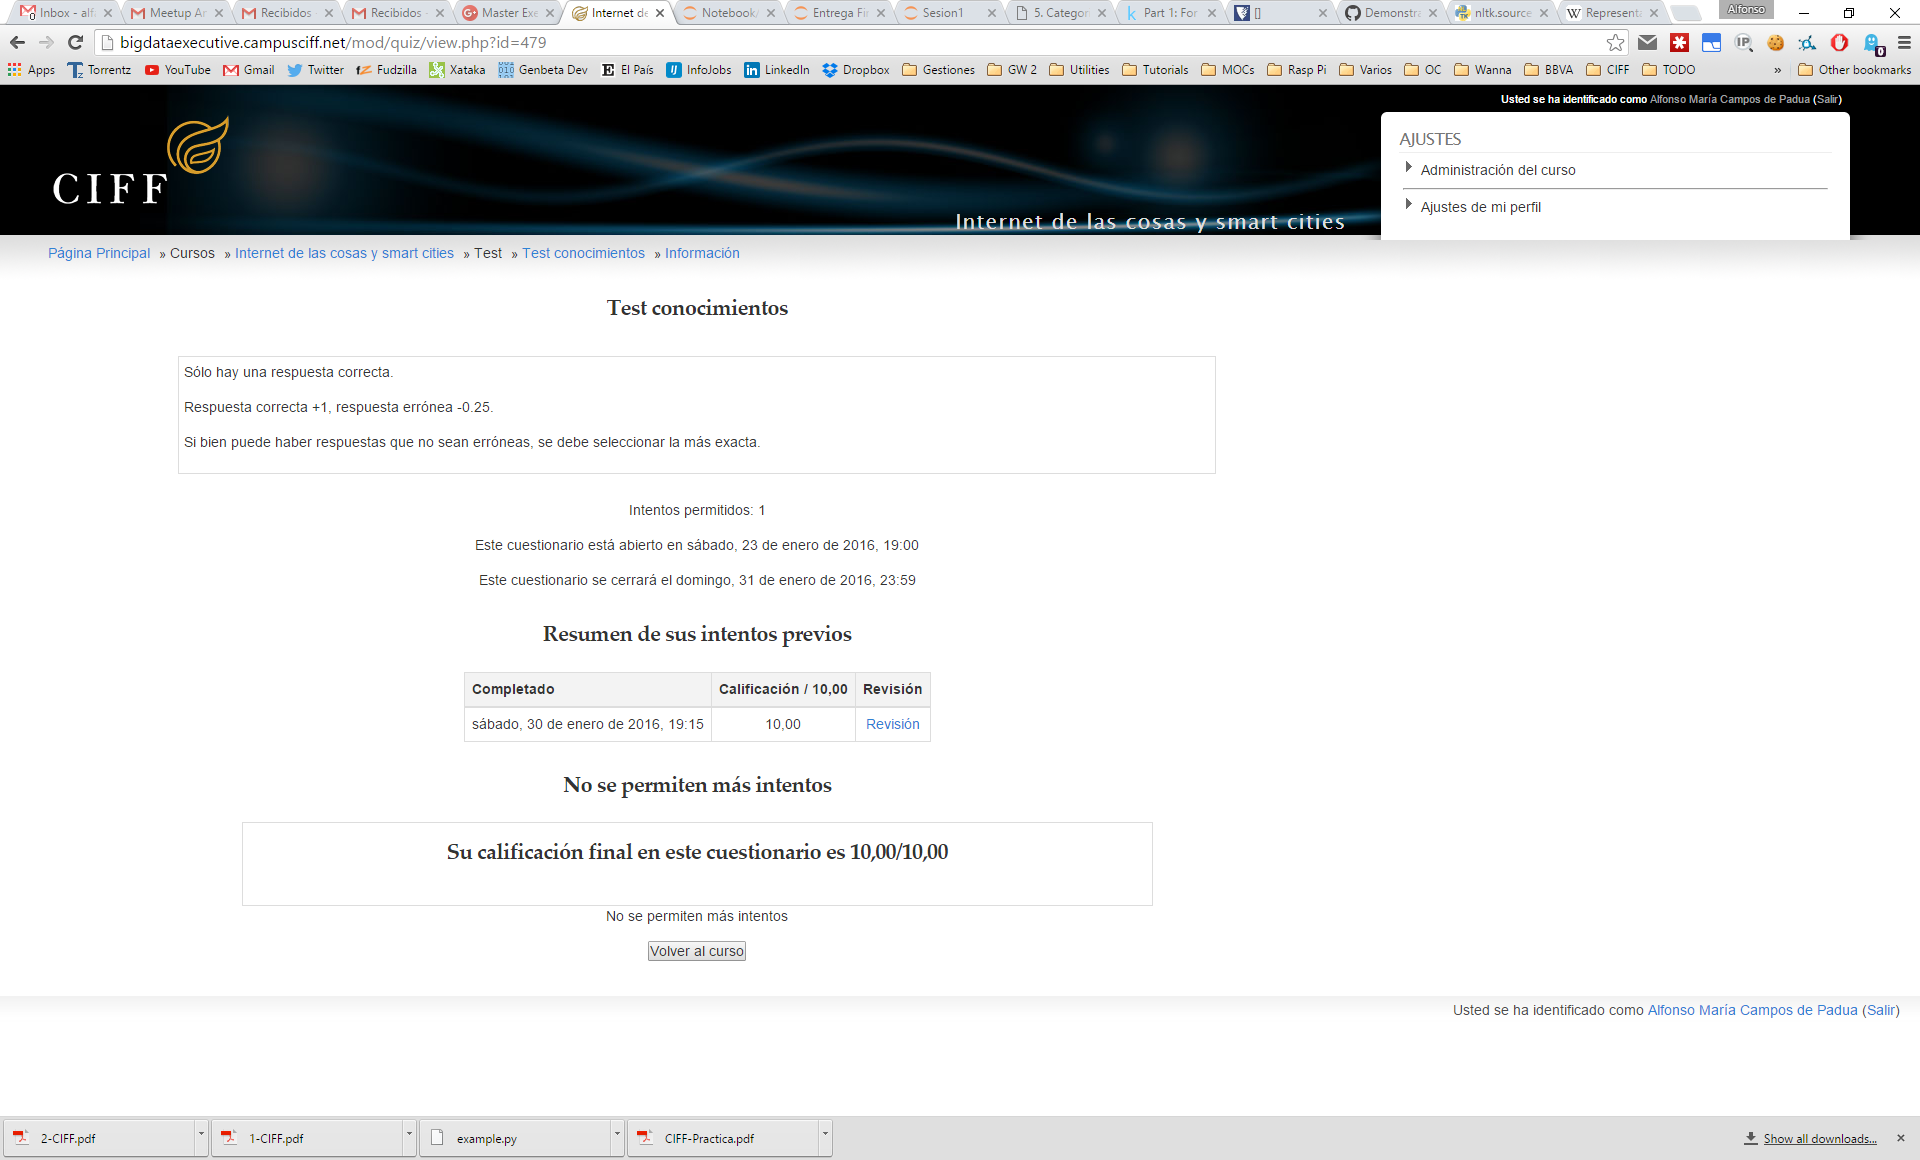 Inbox - alf
Meetup Ar
Recibidos
Recibidos -
Master Exe
Internet de
Notebook
Entrega Fi
Sesion1
5. Categor
Part 1: For
[]
Demonstra
nltk.source
Representa
Alfonso
bigdataexecutive.campusciff.net/mod/quiz/view.php?id=479
Apps Torrentz YouTube Gmail Twitter Fudzilla Xataka Genbeta Dev El País InfoJobs LinkedIn Dropbox Gestiones GW 2 Utilities Tutorials MOCs Rasp Pi Varios OC Wanna BBVA CIFF TODO » Other bookmarks
Usted se ha identificado como Alfonso María Campos de Padua (Salir)
CIFF
Internet de las cosas y smart cities
AJUSTES
Administración del curso
Ajustes de mi perfil
Página Principal » Cursos » Internet de las cosas y smart cities » Test » Test conocimientos » Información
Test conocimientos
Sólo hay una respuesta correcta.
Respuesta correcta +1, respuesta errónea -0.25.
Si bien puede haber respuestas que no sean erróneas, se debe seleccionar la más exacta.
Intentos permitidos: 1
Este cuestionario está abierto en sábado, 23 de enero de 2016, 19:00
Este cuestionario se cerrará el domingo, 31 de enero de 2016, 23:59
Resumen de sus intentos previos
Completado Calificación / 10,00 Revisión
sábado, 30 de enero de 2016, 19:15 10,00 Revisión
No se permiten más intentos
Su calificación final en este cuestionario es 10,00/10,00
No se permiten más intentos
Volver al curso
Usted se ha identificado como Alfonso María Campos de Padua (Salir)
2-CIFF.pdf
1-CIFF.pdf
example.py
CIFF-Practica.pdf
Show all downloads...